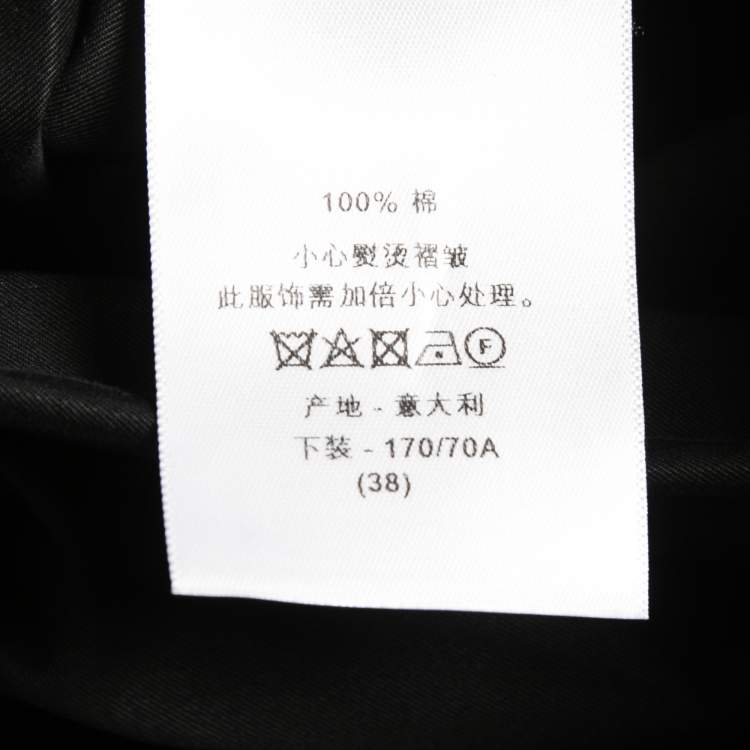 100% 棉
小心熨烫褶皱
此服饰需加倍小心处理。
F
产地 - 意大利
下装 - 170/70A
(38)